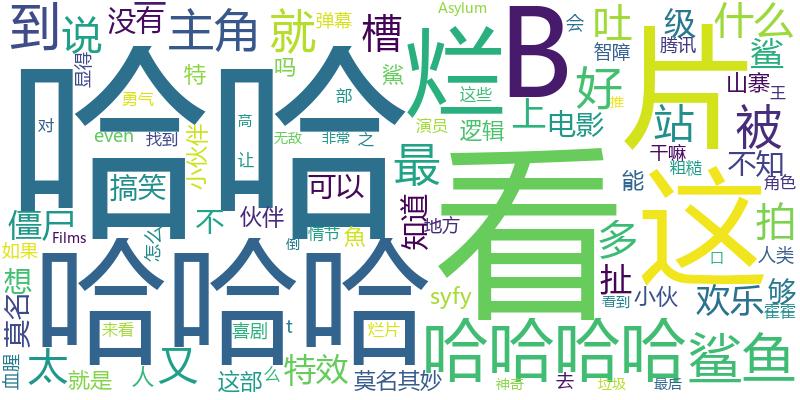 到 说 没有 主角 就 弹幕 槽 吐 Asylum 会 级 什么
显得 特 吗 鯊 烂 B 好 智障 腾讯 鲨
哈哈 勇气 部 这些 片 山寨 王
对 even 找到 小伙伴 高 无敌 非常 之 演员 逻辑 上 电影 站 被 推
让 最 看 干嘛 粗糙 不知
搞笑 可以 这 能 角色
僵尸 不 伙伴 知道 地方 多 拍
如果 Films 怎么 情节 魚 倒 扯 口 人类
想 莫名 哈哈哈 syfy 看到 小伙 欢乐 够
来看 喜剧 t 烂片 哈哈哈哈 鲨鱼 霍霍
血腥 太 就是 人 又 这部 么 特效 莫名其妙 去 神奇 垃圾 最后